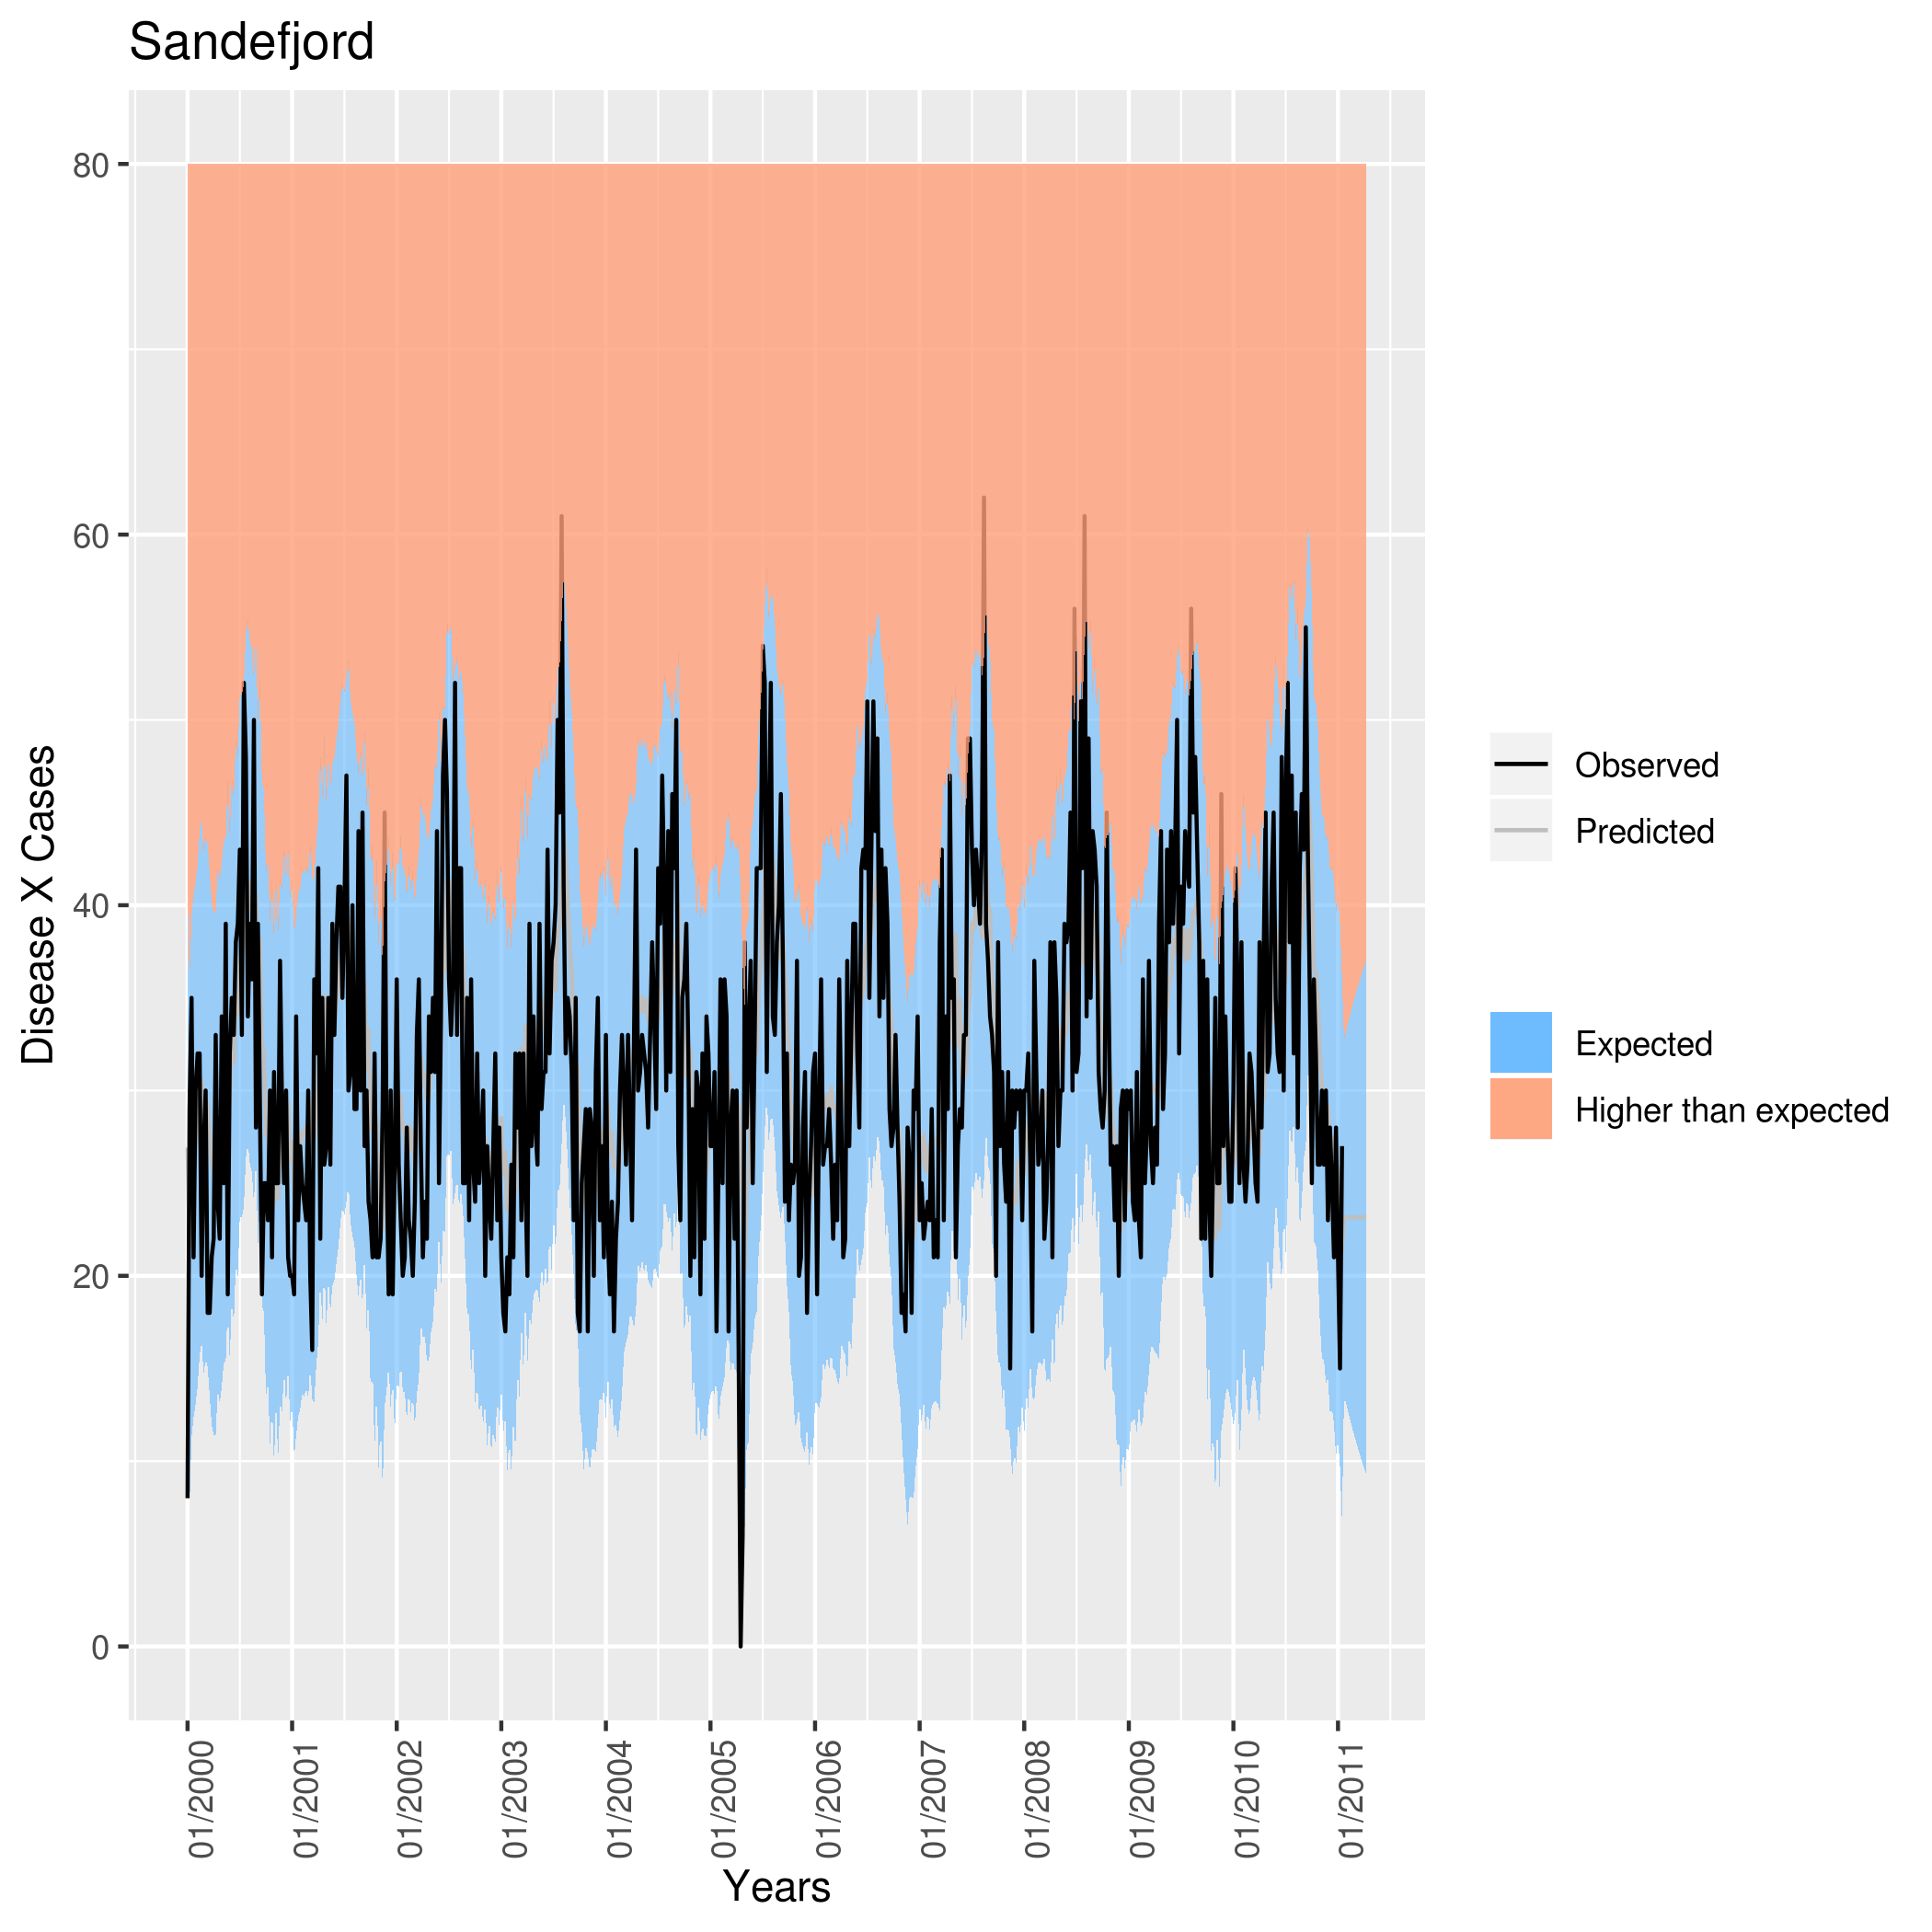 Sandefjord
Disease X Cases
80
60
40
20
0
01/2000
01/2001
01/2002
01/2003
01/2004
01/2005
01/2006
01/2007
01/2008
01/2009
01/2010
01/2011
Years
Observed
Predicted
Expected
Higher than expected